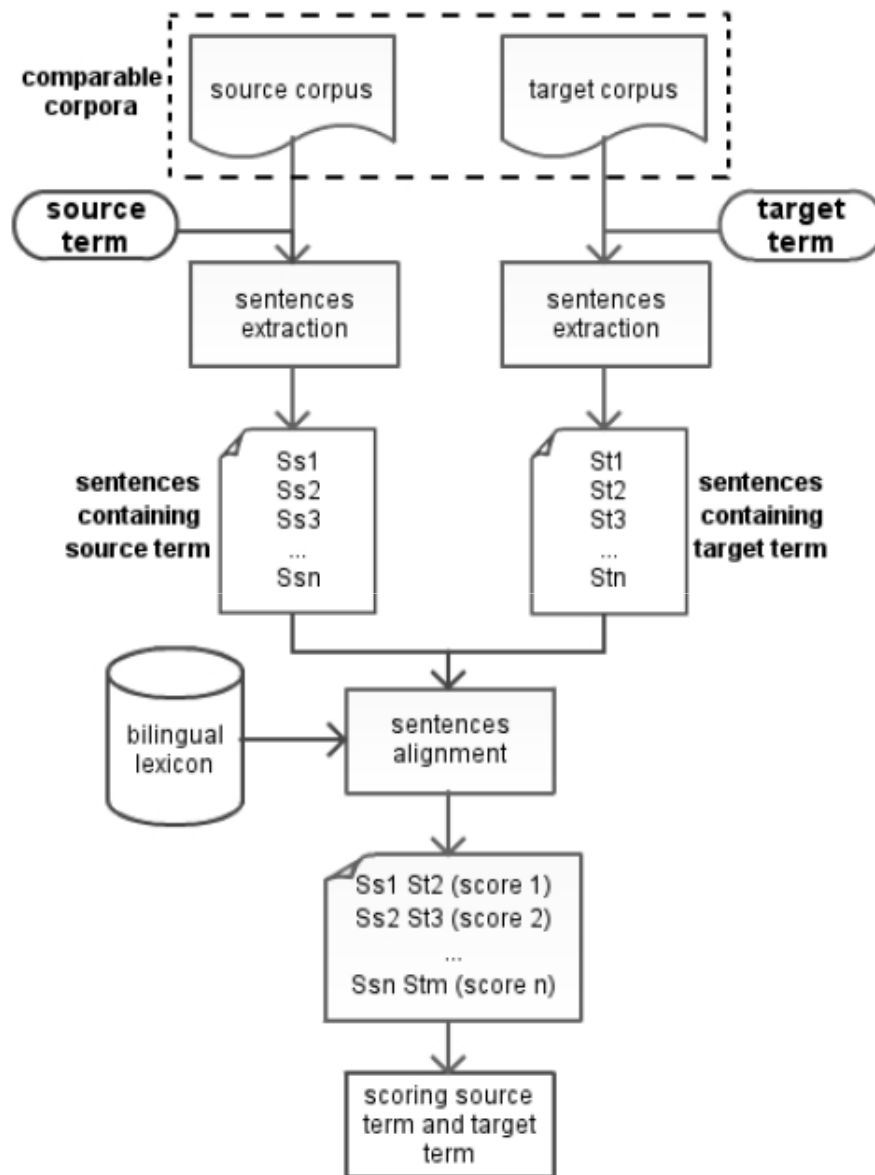 comparable
corpora
source corpus
target corpus
source
term
target
term
sentences
extraction
sentences
extraction
sentences
containing
source term
Ss1
Ss2
Ss3
...
Ssn
St1
St2
St3
...
Stn
sentences
containing
target term
bilingual
lexicon
sentences
alignment
Ss1 St2 (score 1)
Ss2 St3 (score 2)
...
Ssn Stm (score n)
scoring source
term and target
term